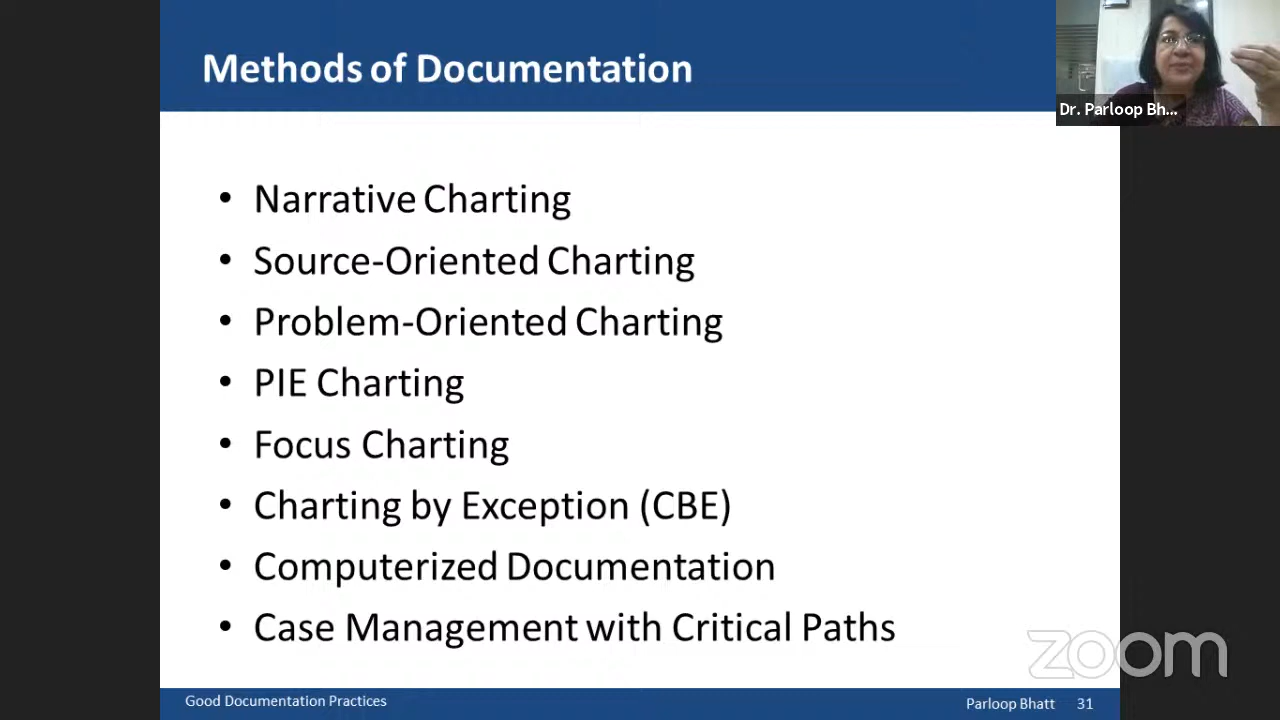 Methods of Documentation
Dr. Parloop Bh...
• Narrative Charting
• Source-Oriented Charting
• Problem-Oriented Charting
• PIE Charting
• Focus Charting
• Charting by Exception (CBE)
• Computerized Documentation
• Case Management with Critical Paths
zoom
Good Documentation Practices
Parloop Bhatt 31